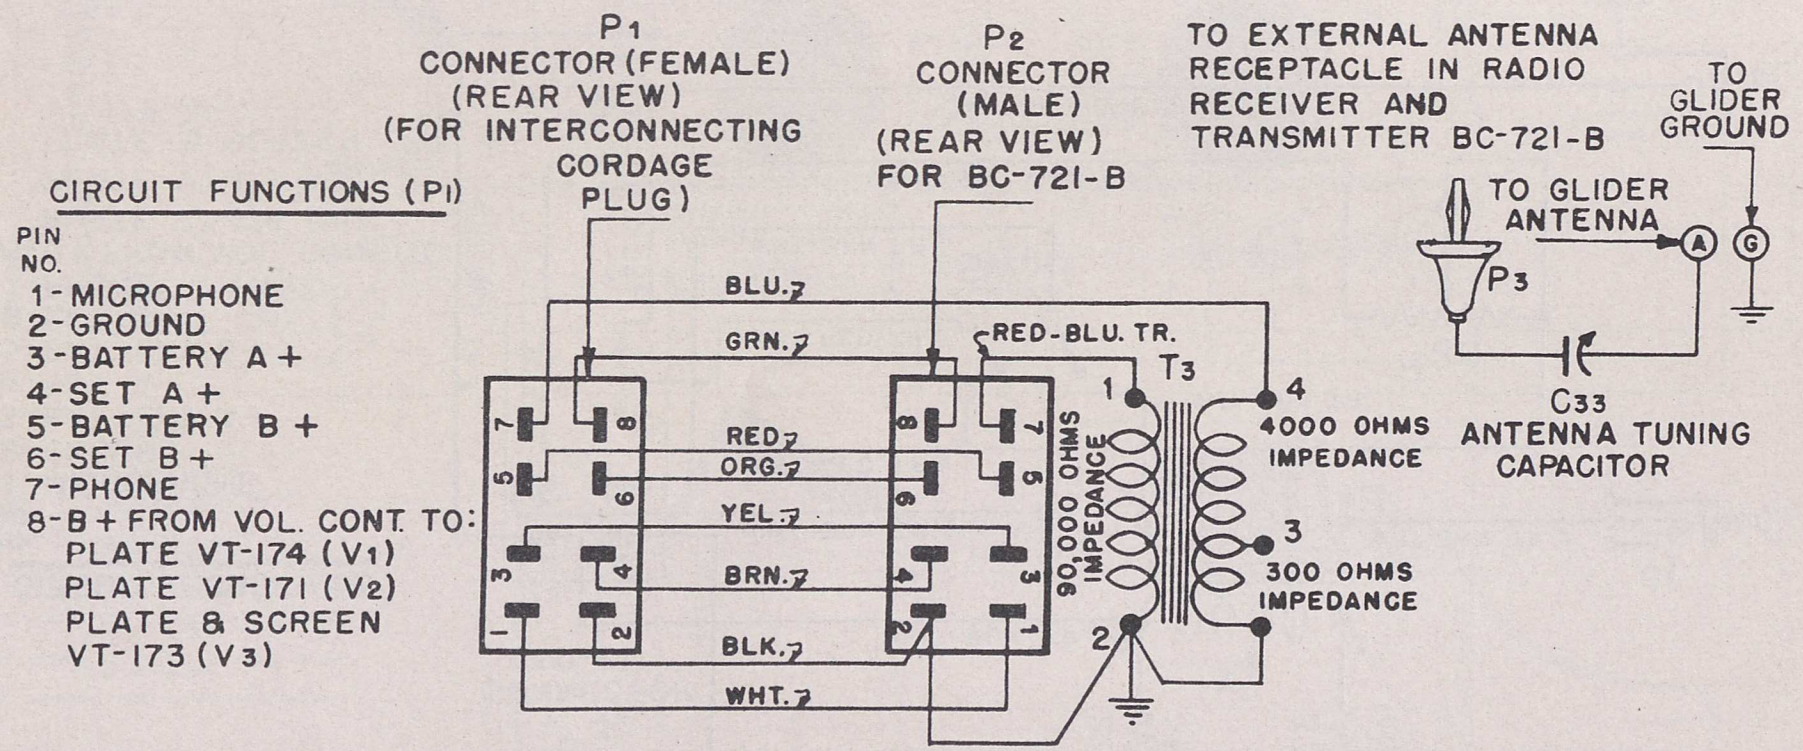 P1
CONNECTOR (FEMALE)
(REAR VIEW)
(FOR INTERCONNECTING
CORDAGE
PLUG)
P2
CONNECTOR
(MALE)
(REAR VIEW)
FOR BC-721-B
TO EXTERNAL ANTENNA
RECEPTACLE IN RADIO
RECEIVER AND
TRANSMITTER BC-721-B
TO
GLIDER
GROUND
TO GLIDER
ANTENNA
A
G
P3
C33
ANTENNA TUNING
CAPACITOR
CIRCUIT FUNCTIONS (P1)
PIN
NO.
1-MICROPHONE
2-GROUND
3-BATTERY A+
4-SET A+
5-BATTERY B+
6-SET B+
7-PHONE
8-B+ FROM VOL. CONT. TO:
PLATE VT-174 (V1)
PLATE VT-171 (V2)
PLATE & SCREEN
VT-173 (V3)
BLU.
GRN.
RED
ORG.
YEL.
BRN.
BLK.
WHT.
7
8
5
6
3
4
1
2
8
7
6
5
4
3
2
1
RED-BLU. TR.
T3
1
2
90,000 OHMS
IMPEDANCE
4
4000 OHMS
IMPEDANCE
3
300 OHMS
IMPEDANCE